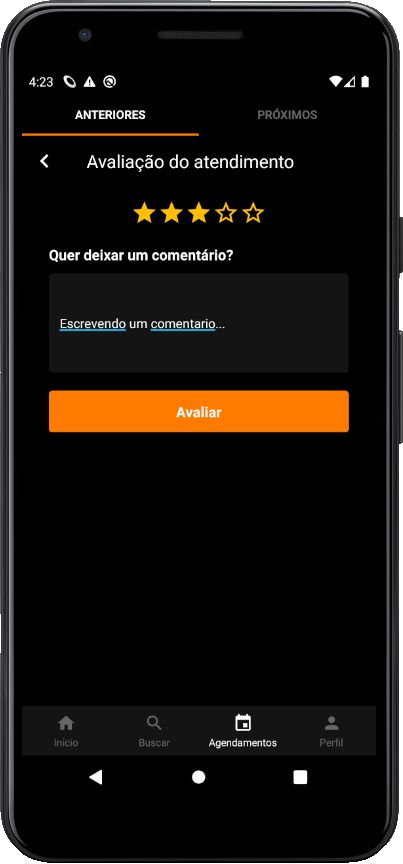 4:23
ANTERIORES PRÓXIMOS
Avaliação do atendimento
Quer deixar um comentário?
Escrevendo um comentario...
Avaliar
Início Buscar Agendamentos Perfil